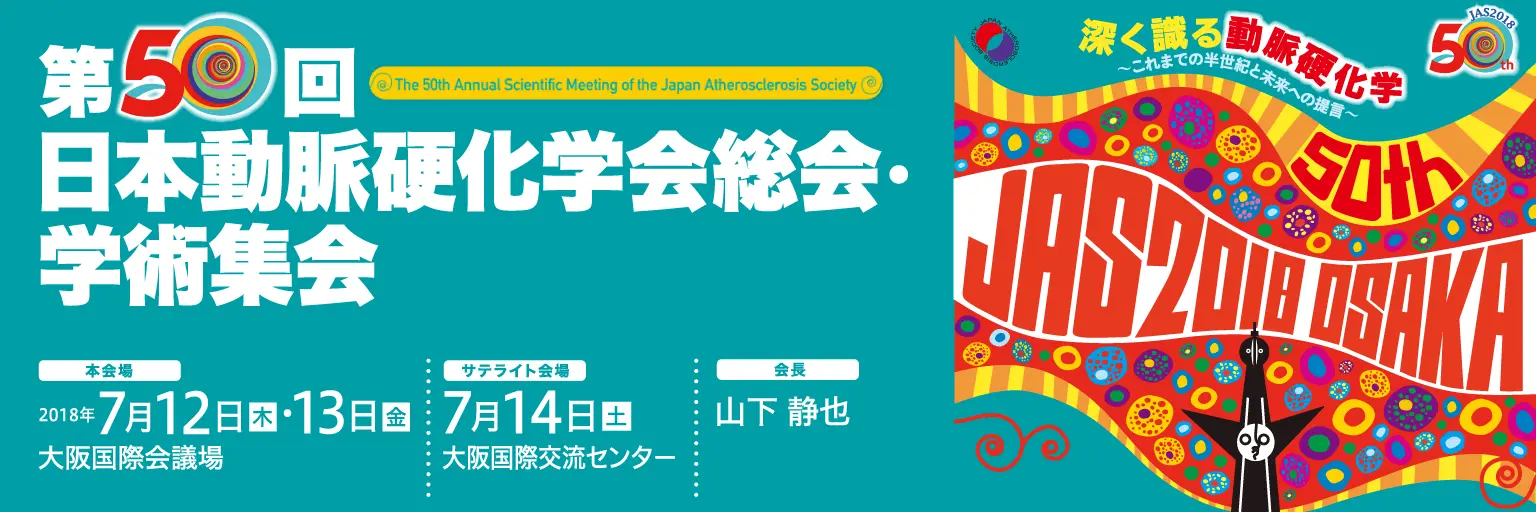 第50回
The 50th Annual Scientific Meeting of the Japan Atherosclerosis Society
日本動脈硬化学会総会・
学術集会
本会場
2018年7月12日木・13日金
大阪国際会議場
サテライト会場
7月14日土
大阪国際交流センター
会長
山下 静也
深く識る動脈硬化学
～これまでの半世紀と未来への提言～
JAS2018
50th
50th
JAS2018 OSAKA